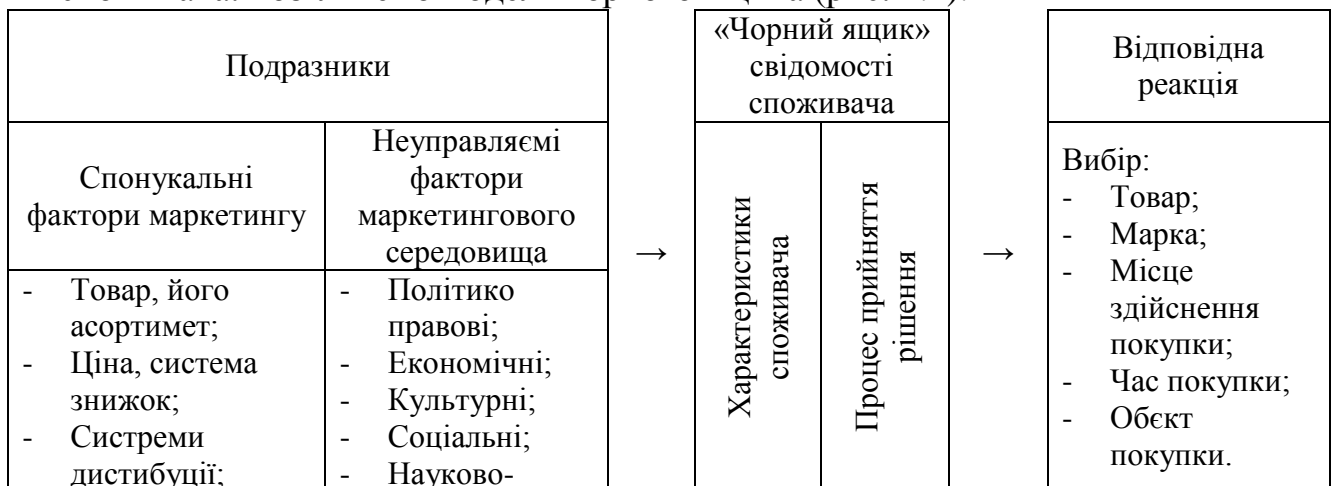 Подразники
«Чорний ящик»
свідомості
споживача
Відповідна
реакція
Спонукальні
фактори маркетингу
Неуправляємі
фактори
маркетингового
середовища
→
Характеристики
споживача
Процес прийняття
рішення
→
Вибір:
- Товар;
- Марка;
- Місце
здійснення
покупки;
- Час покупки;
- Обєкт
покупки.
- Товар, його
асортимет;
- Ціна, система
знижок;
- Систреми
дистибуції;
- Політико
правові;
- Економічні;
- Культурні;
- Соціальні;
- Науково-